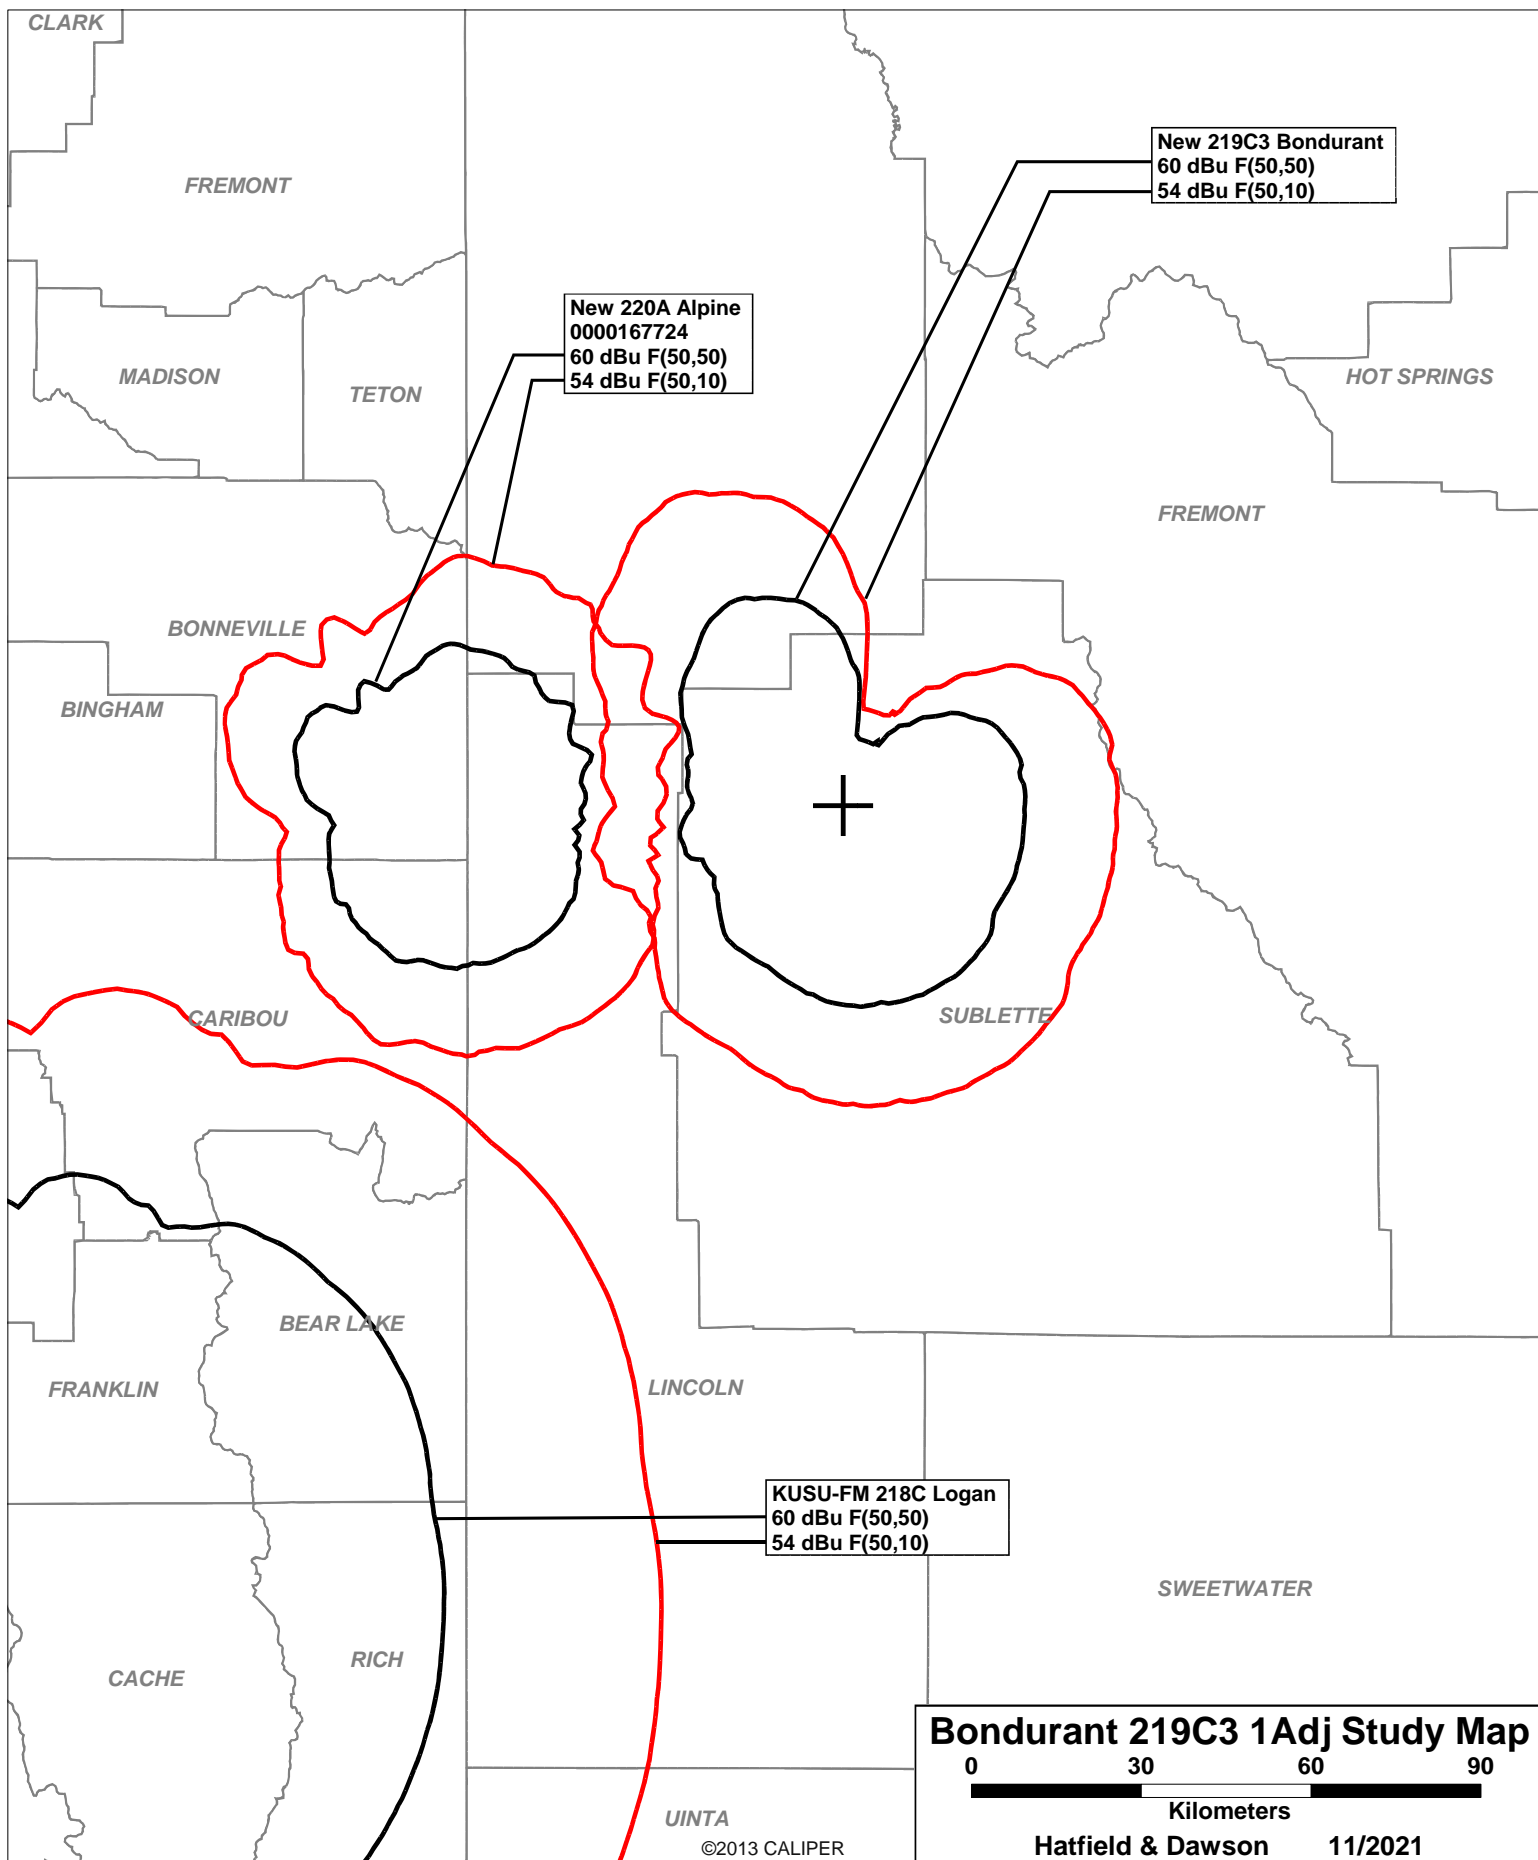 CLARK
New 219C3 Bondurant
60 dBu F(50,50)
54 dBu F(50,10)
FREMONT
New 220A Alpine
0000167724
60 dBu F(50,50)
54 dBu F(50,10)
MADISON
TETON
HOT SPRINGS
FREMONT
BONNEVILLE
BINGHAM
CARIBOU
SUBLETTE
BEAR LAKE
FRANKLIN
LINCOLN
KUSU-FM 218C Logan
60 dBu F(50,50)
54 dBu F(50,10)
SWEETWATER
RICH
CACHE
UINTA
©2013 CALIPER
Bondurant 219C3 1Adj Study Map
0 30 60 90
Kilometers
Hatfield & Dawson 11/2021